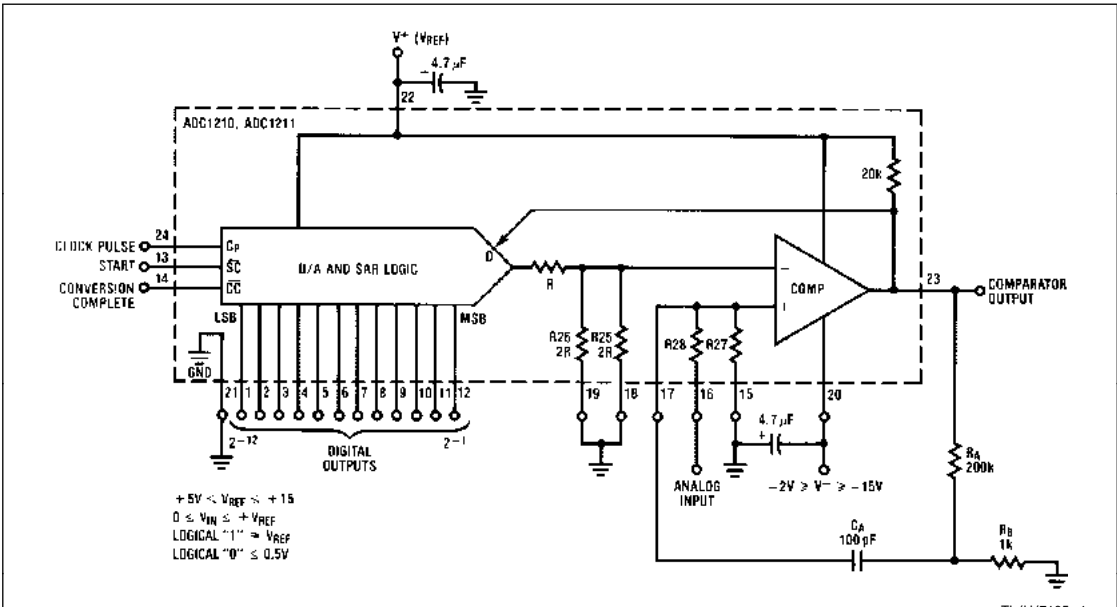 V+ (VREF)
4.7 µF
22
ADC1210, ADC1211
20k
D
CLOCK PULSE 24 CP
START 13 SC
CONVERSION COMPLETE 14 CC
D/A AND SAR LOGIC
R
–
+
COMP
23
COMPARATOR OUTPUT
LSB
MSB
R26 2R
R25 2R
R28
R27
GND
21 1 2 3 4 5 6 7 8 9 10 11 12
19 18 17 16 15 20
2-12
2-1
DIGITAL OUTPUTS
4.7 µF
+
ANALOG INPUT
–2V ≥ V– ≥ –15V
RA 200k
CA 100 pF
RB 1k
+5V ≤ VREF ≤ +15
0 ≤ VIN ≤ +VREF
LOGICAL "1" = VREF
LOGICAL "0" ≤ 0.5V